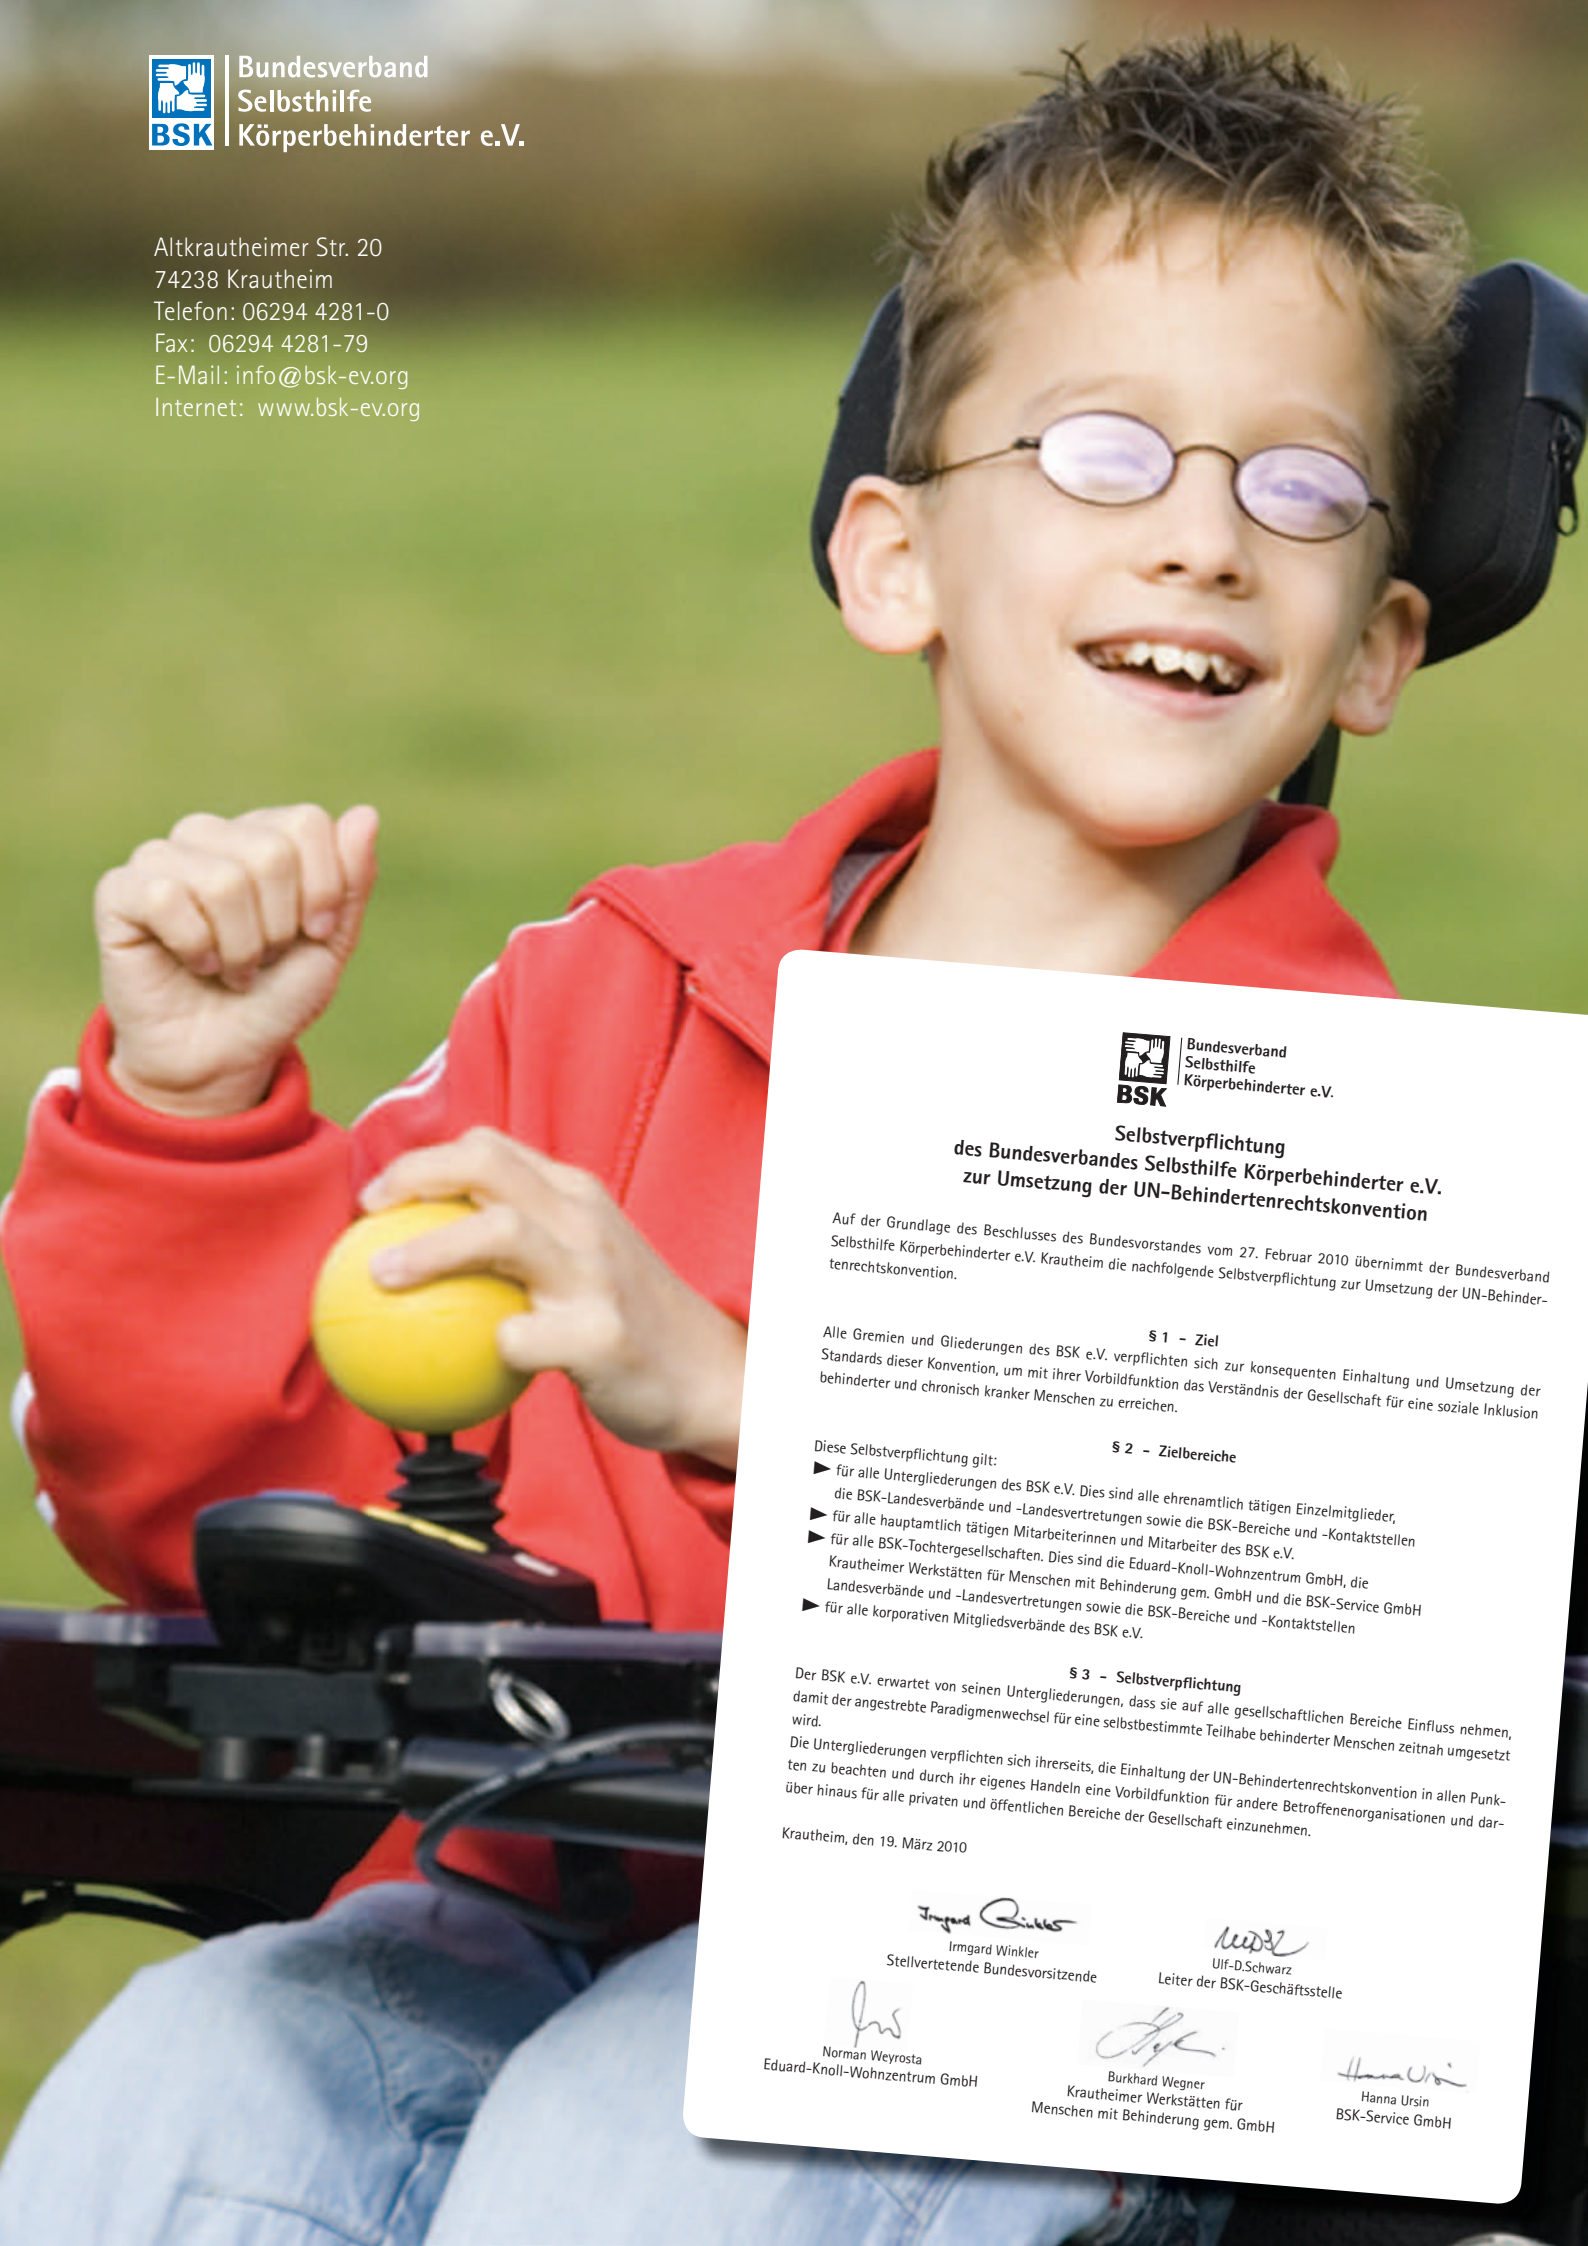 BSK
Bundesverband
Selbsthilfe
Körperbehinderter e.V.
Altkrautheimer Str. 20
74238 Krautheim
Telefon: 06294 4281-0
Fax: 06294 4281-79
E-Mail: info@bsk-ev.org
Internet: www.bsk-ev.org
BSK
Bundesverband
Selbsthilfe
Körperbehinderter e.V.
Selbstverpflichtung
des Bundesverbandes Selbsthilfe Körperbehinderter e.V.
zur Umsetzung der UN-Behindertenrechtskonvention
Auf der Grundlage des Beschlusses des Bundesvorstandes vom 27. Februar 2010 übernimmt der Bundesverband
Selbsthilfe Körperbehinderter e.V. Krautheim die nachfolgende Selbstverpflichtung zur Umsetzung der UN-Behinder-
tenrechtskonvention.
§ 1 - Ziel
Alle Gremien und Gliederungen des BSK e.V. verpflichten sich zur konsequenten Einhaltung und Umsetzung der
Standards dieser Konvention, um mit ihrer Vorbildfunktion das Verständnis der Gesellschaft für eine soziale Inklusion
behinderter und chronisch kranker Menschen zu erreichen.
§ 2 - Zielbereiche
Diese Selbstverpflichtung gilt:
► für alle Untergliederungen des BSK e.V. Dies sind alle ehrenamtlich tätigen Einzelmitglieder,
die BSK-Landesverbände und -Landesvertretungen sowie die BSK-Bereiche und -Kontaktstellen
► für alle hauptamtlich tätigen Mitarbeiterinnen und Mitarbeiter des BSK e.V.
► für alle BSK-Tochtergesellschaften. Dies sind die Eduard-Knoll-Wohnzentrum GmbH, die
Krautheimer Werkstätten für Menschen mit Behinderung gem. GmbH und die BSK-Service GmbH
Landesverbände und -Landesvertretungen sowie die BSK-Bereiche und -Kontaktstellen
► für alle korporativen Mitgliedsverbände des BSK e.V.
§ 3 - Selbstverpflichtung
Der BSK e.V. erwartet von seinen Untergliederungen, dass sie auf alle gesellschaftlichen Bereiche Einfluss nehmen,
damit der angestrebte Paradigmenwechsel für eine selbstbestimmte Teilhabe behinderter Menschen zeitnah umgesetzt
wird.
Die Untergliederungen verpflichten sich ihrerseits, die Einhaltung der UN-Behindertenrechtskonvention in allen Punk-
ten zu beachten und durch ihr eigenes Handeln eine Vorbildfunktion für andere Betroffenenorganisationen und dar-
über hinaus für alle privaten und öffentlichen Bereiche der Gesellschaft einzunehmen.
Krautheim, den 19. März 2010
Irmgard Winkler
Irmgard Winkler
Stellvertetende Bundesvorsitzende
Ulf-D.Schwarz
Leiter der BSK-Geschäftsstelle
Norman Weyrosta
Eduard-Knoll-Wohnzentrum GmbH
Burkhard Wegner
Krautheimer Werkstätten für
Menschen mit Behinderung gem. GmbH
Hanna Ursin
Hanna Ursin
BSK-Service GmbH